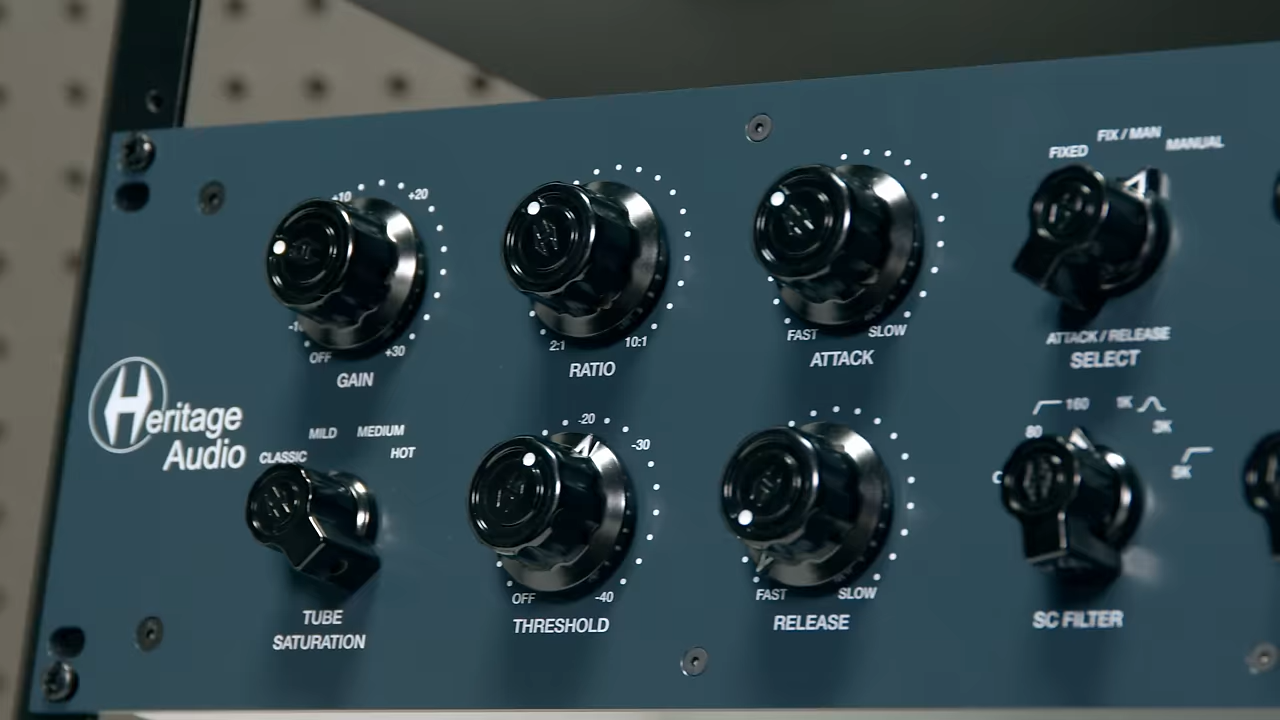 FIX / MAN
FIXED
MANUAL
+20
2:1
10:1
FAST
SLOW
OFF
+30
GAIN
RATIO
ATTACK
ATTACK / RELEASE
SELECT
Heritage
Audio
MILD
MEDIUM
CLASSIC
HOT
-20
-30
160
1K
80
3K
5K
OFF
-40
FAST
SLOW
TUBE
SATURATION
THRESHOLD
RELEASE
SC FILTER